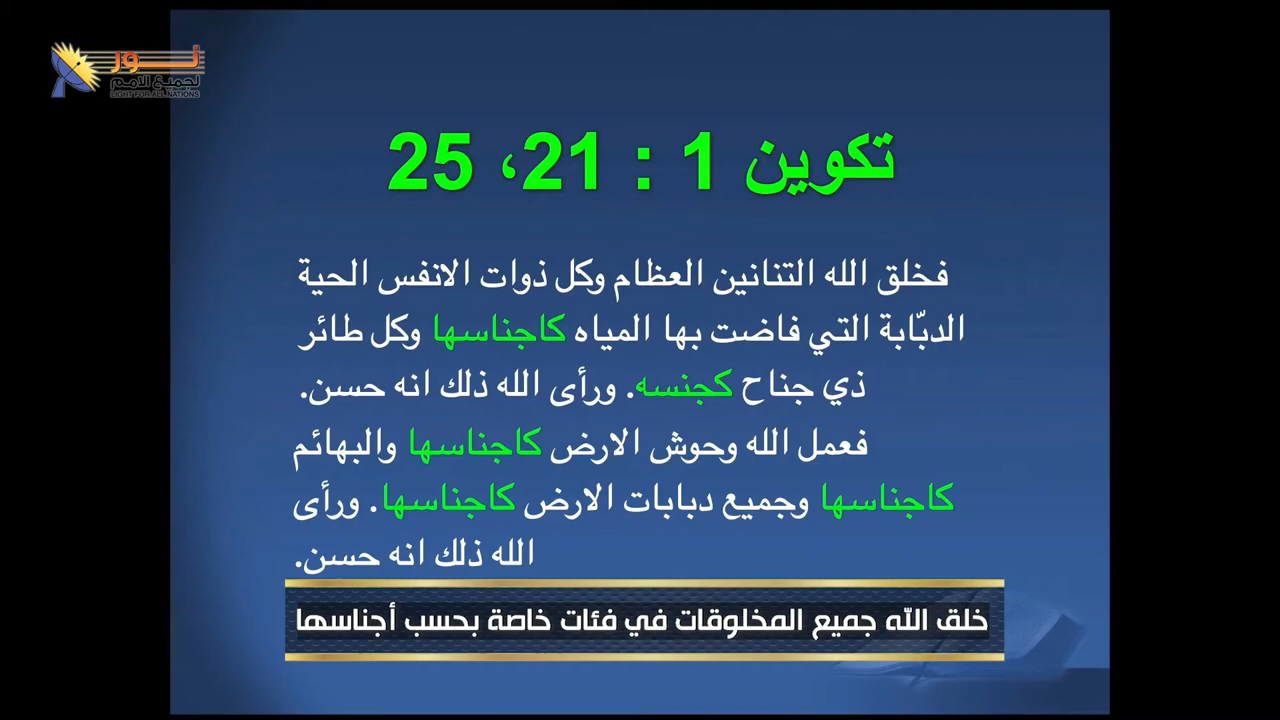 نور
لجميع الامم
LIGHT FOR ALL NATIONS
تكوين 1 : 21، 25
فخلق الله التنانين العظام وكل ذوات الانفس الحية
الدبّابة التي فاضت بها المياه كاجناسها وكل طائر
ذي جناح كجنسه. ورأى الله ذلك انه حسن.
فعمل الله وحوش الارض كاجناسها والبهائم
كاجناسها وجميع دبابات الارض كاجناسها. ورأى
الله ذلك انه حسن.
خلق الله جميع المخلوقات في فئات خاصة بحسب أجناسها